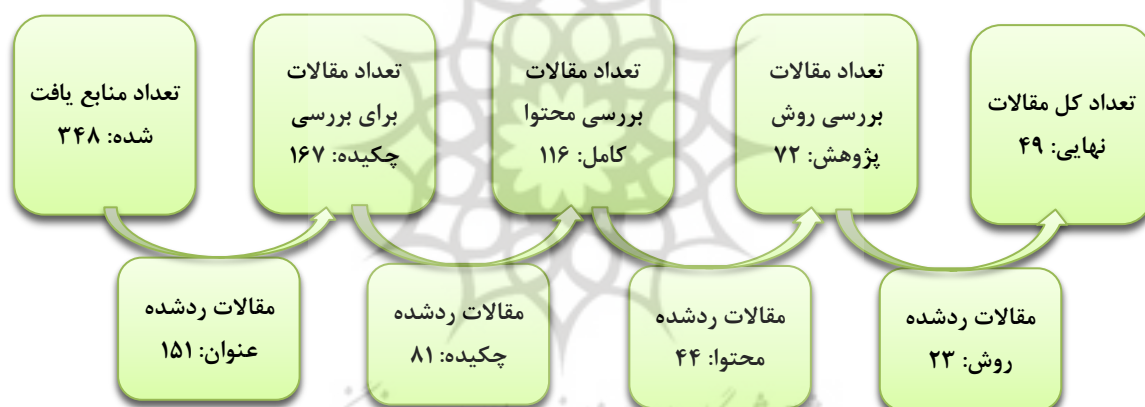 تعداد منابع یافت
شده: ۳۴۸
تعداد مقالات
برای بررسی
چکیده: ۱۶۷
تعداد مقالات
بررسی محتوا
کامل: ۱۱۶
تعداد مقالات
بررسی روش
پژوهش: ۷۲
تعداد کل مقالات
نهایی: ۴۹
مقالات ردشده
عنوان: ۱۵۱
مقالات ردشده
چکیده: ۸۱
مقالات ردشده
محتوا: ۴۴
مقالات ردشده
روش: ۲۳